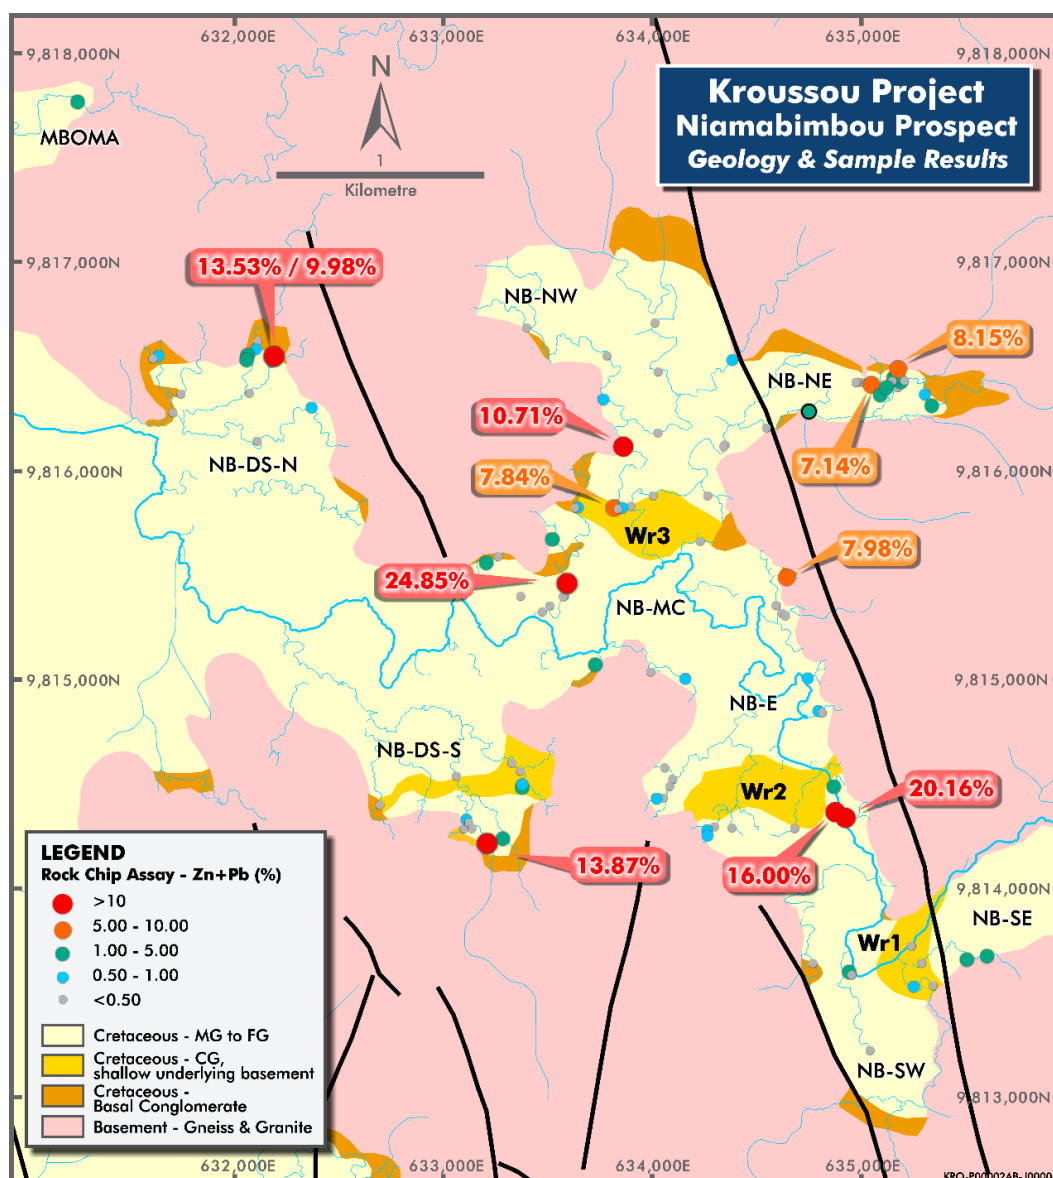 632,000E
633,000E
634,000E
635,000E
9,818,000N
9,818,000N
N
Kroussou Project
Niamabimbou Prospect
Geology & Sample Results
MBOMA
1
Kilometre
9,817,000N
9,817,000N
13.53% / 9.98%
NB-NW
8.15%
NB-NE
10.71%
7.14%
9,816,000N
9,816,000N
NB-DS-N
7.84%
Wr3
7.98%
24.85%
NB-MC
9,815,000N
9,815,000N
NB-E
NB-DS-S
Wr2
20.16%
13.87%
16.00%
9,814,000N
NB-SE
Wr1
NB-SW
9,813,000N
LEGEND
Rock Chip Assay - Zn+Pb (%)
>10
5.00 - 10.00
1.00 - 5.00
0.50 - 1.00
<0.50
Cretaceous - MG to FG
Cretaceous - CG,
shallow underlying basement
Cretaceous -
Basal Conglomerate
Basement - Gneiss & Granite
632,000E
633,000E
634,000E
635,000E